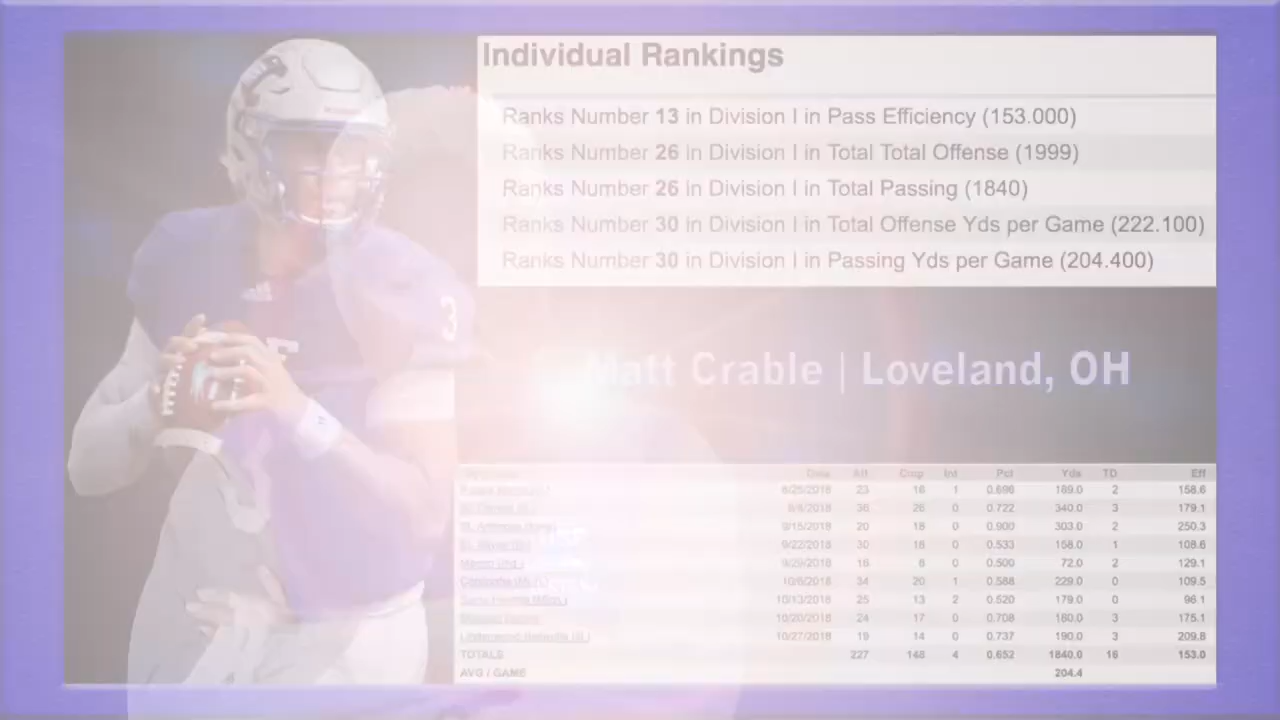 Individual Rankings
Ranks Number 13 in Division I in Pass Efficiency (153.000)
Ranks Number 26 in Division I in Total Total Offense (1999)
Ranks Number 26 in Division I in Total Passing (1840)
Ranks Number 30 in Division I in Total Offense Yds per Game (222.100)
Ranks Number 30 in Division I in Passing Yds per Game (204.400)
3
Matt Crable | Loveland, OH
Date Att Cmp Int Pct Yds TD Eff
8/25/2018 23 16 1 0.696 189.0 2 158.6
36 26 0 0.722 340.0 3 179.1
9/15/2018 20 18 0 0.900 303.0 2 250.3
9/22/2018 30 16 0 0.533 158.0 1 108.6
9/29/2018 16 8 0 0.500 72.0 2 129.1
10/6/2018 34 20 1 0.588 229.0 0 109.5
10/13/2018 25 13 2 0.520 179.0 0 96.1
10/20/2018 24 17 0 0.708 180.0 3 175.1
10/27/2018 19 14 0 0.737 190.0 3 209.8
TOTALS 227 148 4 0.652 1840.0 16 153.0
AVG / GAME 204.4